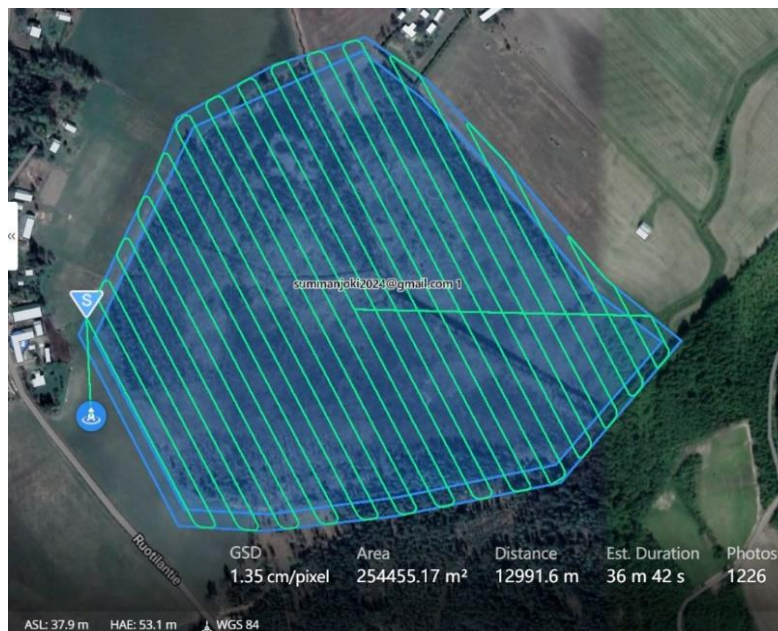 S
«
summanjoki2024@gmail.com 1
Ruotilantie
GSD Area Distance Est. Duration Photos
1.35 cm/pixel 254455.17 m² 12991.6 m 36 m 42 s 1226
ASL: 37.9 m HAE: 53.1 m WGS 84